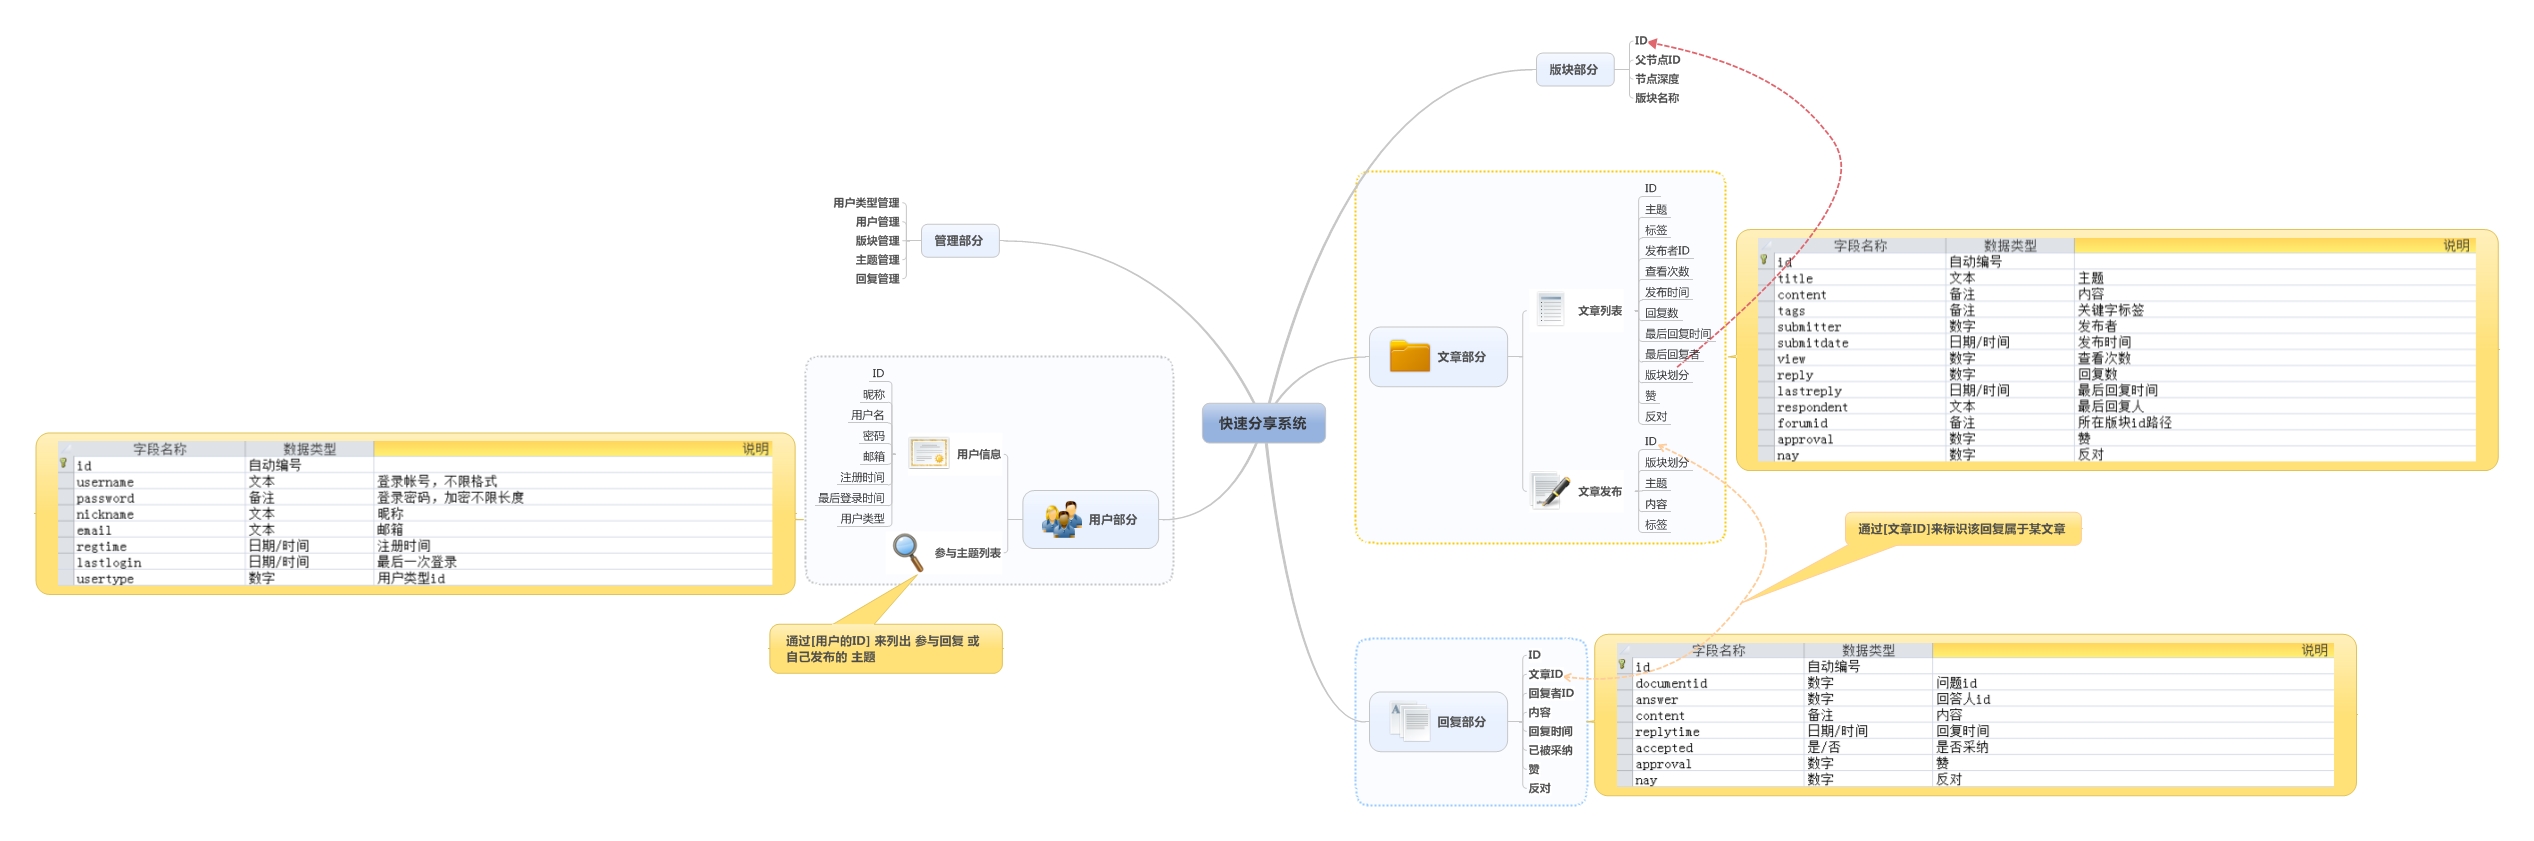 快速分享系统
版块部分
ID
父节点ID
节点深度
版块名称
文章部分
文章列表
ID
主题
标签
发布者ID
查看次数
发布时间
回复数
最后回复时间
最后回复者
版块划分
赞
反对
文章发布
ID
版块划分
主题
内容
标签
字段名称 数据类型 说明
id 自动编号
title 文本 主题
content 备注 内容
tags 备注 关键字标签
submitter 数字 发布者
submitdate 日期/时间 发布时间
view 数字 查看次数
reply 数字 回复数
lastreply 日期/时间 最后回复时间
respondent 文本 最后回复人
forumid 备注 所在版块id路径
approval 数字 赞
nay 数字 反对
通过[文章ID]来标识该回复属于某文章
回复部分
ID
文章ID
回复者ID
内容
回复时间
已被采纳
赞
反对
字段名称 数据类型 说明
id 自动编号
documentid 数字 问题id
answer 数字 回答人id
content 备注 内容
replytime 日期/时间 回复时间
accepted 是/否 是否采纳
approval 数字 赞
nay 数字 反对
管理部分
用户类型管理
用户管理
版块管理
主题管理
回复管理
用户部分
用户信息
ID
昵称
用户名
密码
邮箱
注册时间
最后登录时间
用户类型
参与主题列表
通过[用户的ID] 来列出 参与回复 或
自己发布的 主题
字段名称 数据类型 说明
id 自动编号
username 文本 登录帐号，不限格式
password 备注 登录密码，加密不限长度
nickname 文本 昵称
email 文本 邮箱
regtime 日期/时间 注册时间
lastlogin 日期/时间 最后一次登录
usertype 数字 用户类型id